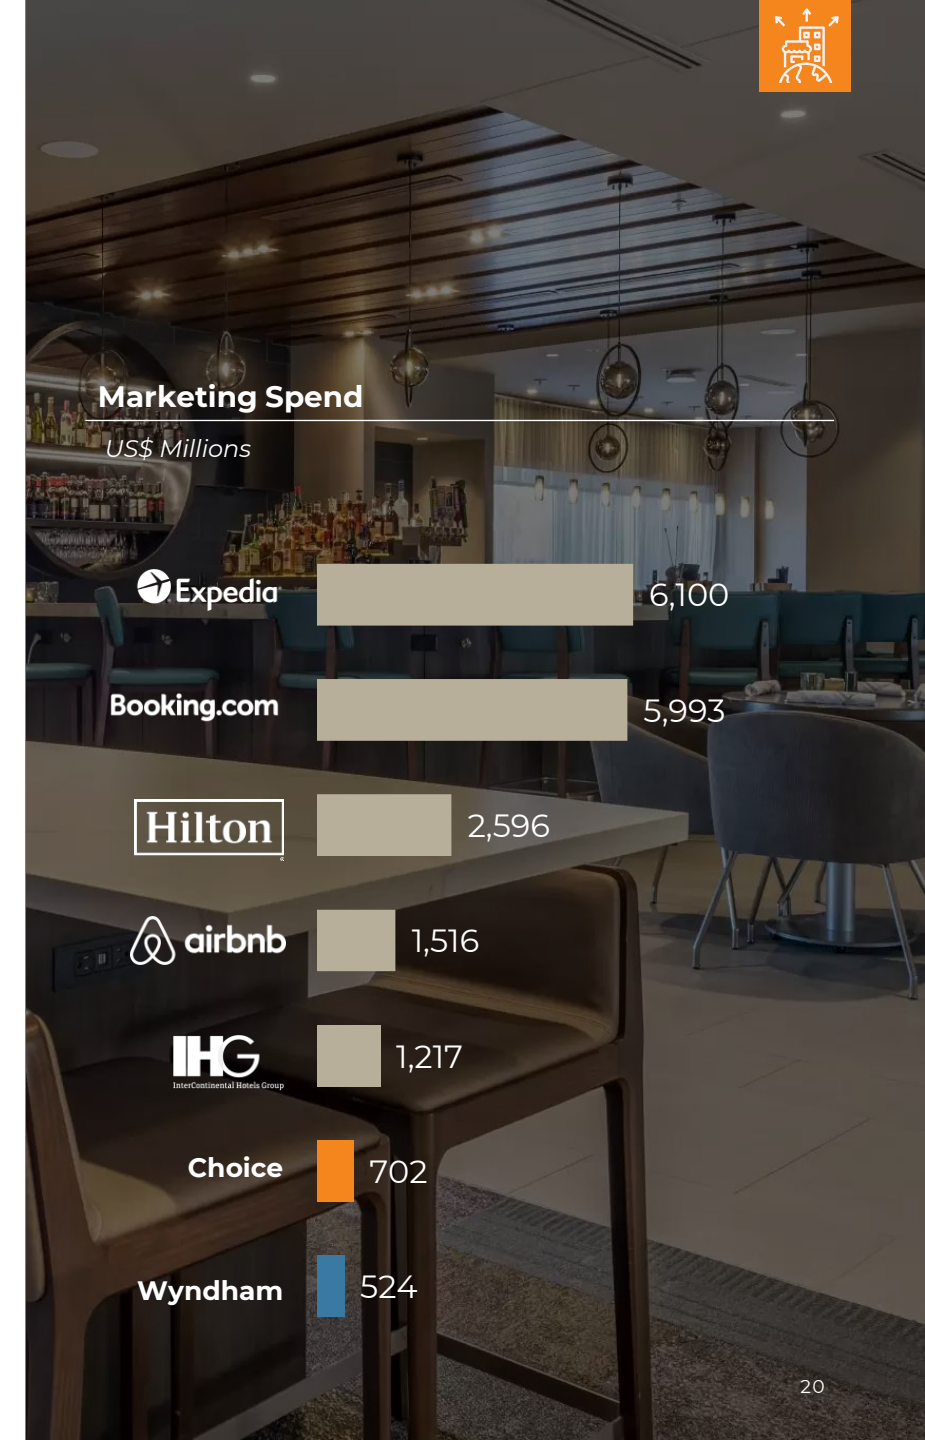 Marketing Spend
US$ Millions
Expedia 6,100
Booking.com 5,993
Hilton 2,596
airbnb 1,516
IHG 1,217
InterContinental Hotels Group
Choice 702
Wyndham 524
20